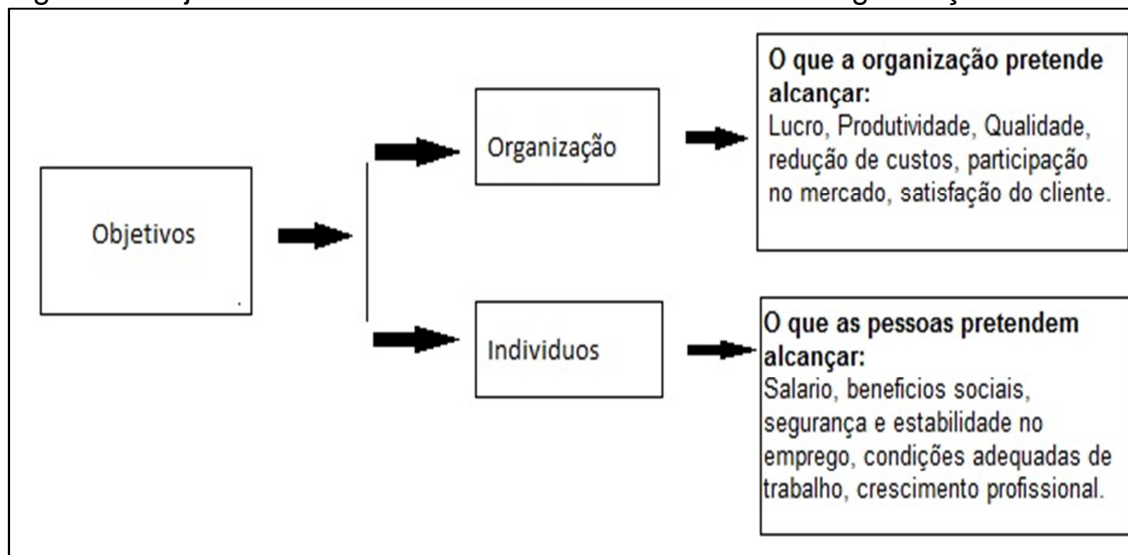 Objetivos
.
Organização
O que a organização pretende
alcançar:
Lucro, Produtividade, Qualidade,
redução de custos, participação
no mercado, satisfação do cliente.
Individuos
O que as pessoas pretendem
alcançar:
Salario, beneficios sociais,
segurança e estabilidade no
emprego, condições adequadas de
trabalho, crescimento profissional.